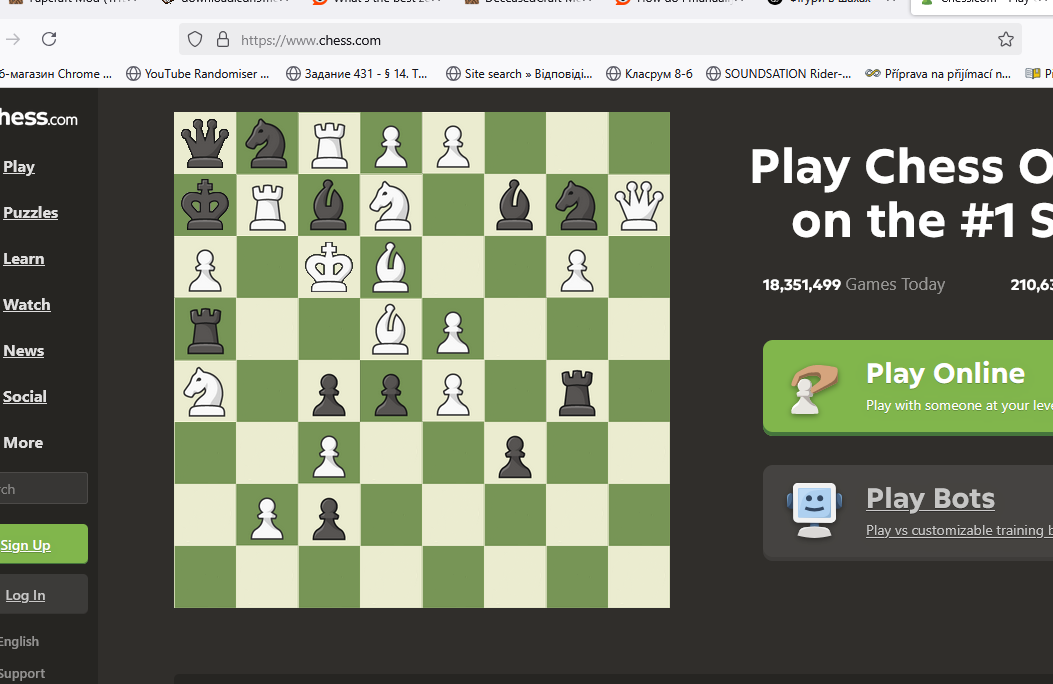 https://www.chess.com
б-магазин Chrome ...
YouTube Randomiser ...
Задание 431 - § 14. Т...
Site search » Відповіді...
Класрум 8-б
SOUNDSATION Rider-...
Příprava na přijímací n...
hess.com
Play
Puzzles
Learn
Watch
News
Social
More
rch
Sign Up
Log In
English
Support
Play Chess O
on the #1 S
18,351,499 Games Today
210,63
Play Online
Play with someone at your leve
Play Bots
Play vs customizable training b